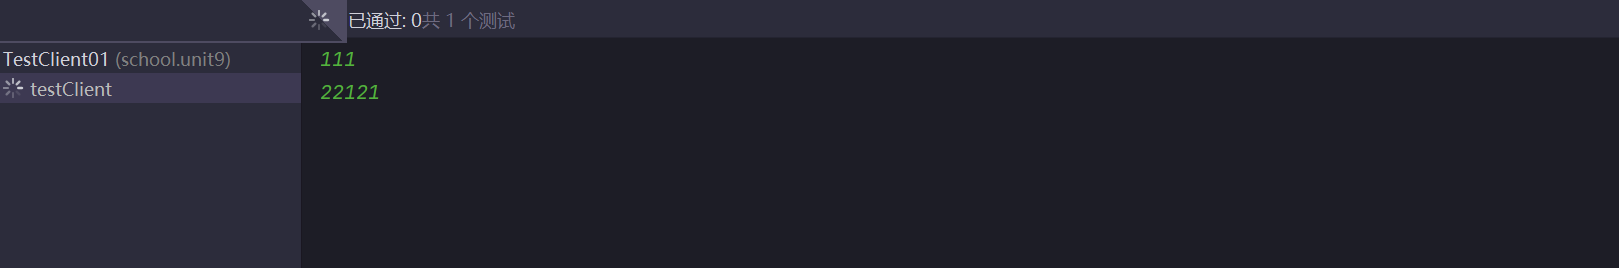 已通过: 0共 1 个测试
TestClient01 (school.unit9)
testClient
111
22121